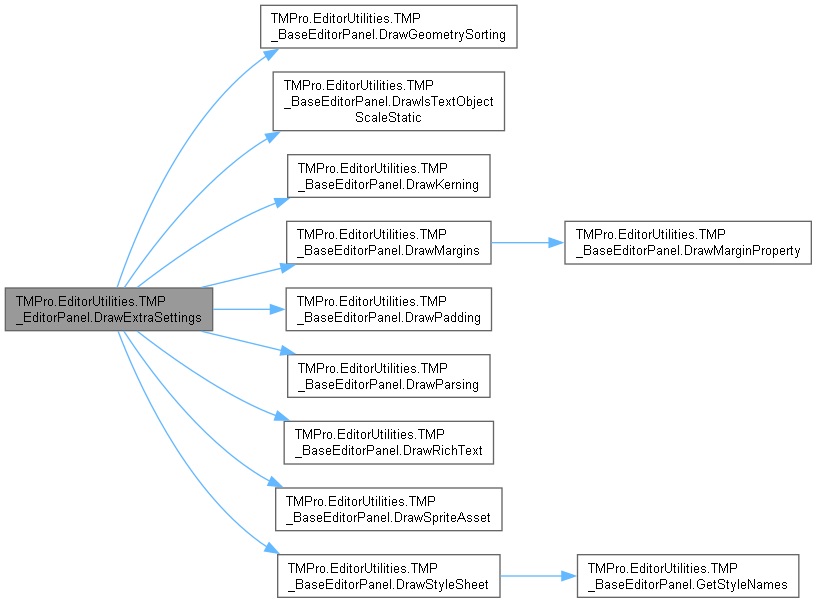 TMPro.EditorUtilities.TMP
_EditorPanel.DrawExtraSettings
TMPro.EditorUtilities.TMP
_BaseEditorPanel.DrawGeometrySorting
TMPro.EditorUtilities.TMP
_BaseEditorPanel.DrawIsTextObject
ScaleStatic
TMPro.EditorUtilities.TMP
_BaseEditorPanel.DrawKerning
TMPro.EditorUtilities.TMP
_BaseEditorPanel.DrawMargins
TMPro.EditorUtilities.TMP
_BaseEditorPanel.DrawMarginProperty
TMPro.EditorUtilities.TMP
_BaseEditorPanel.DrawPadding
TMPro.EditorUtilities.TMP
_BaseEditorPanel.DrawParsing
TMPro.EditorUtilities.TMP
_BaseEditorPanel.DrawRichText
TMPro.EditorUtilities.TMP
_BaseEditorPanel.DrawSpriteAsset
TMPro.EditorUtilities.TMP
_BaseEditorPanel.DrawStyleSheet
TMPro.EditorUtilities.TMP
_BaseEditorPanel.GetStyleNames